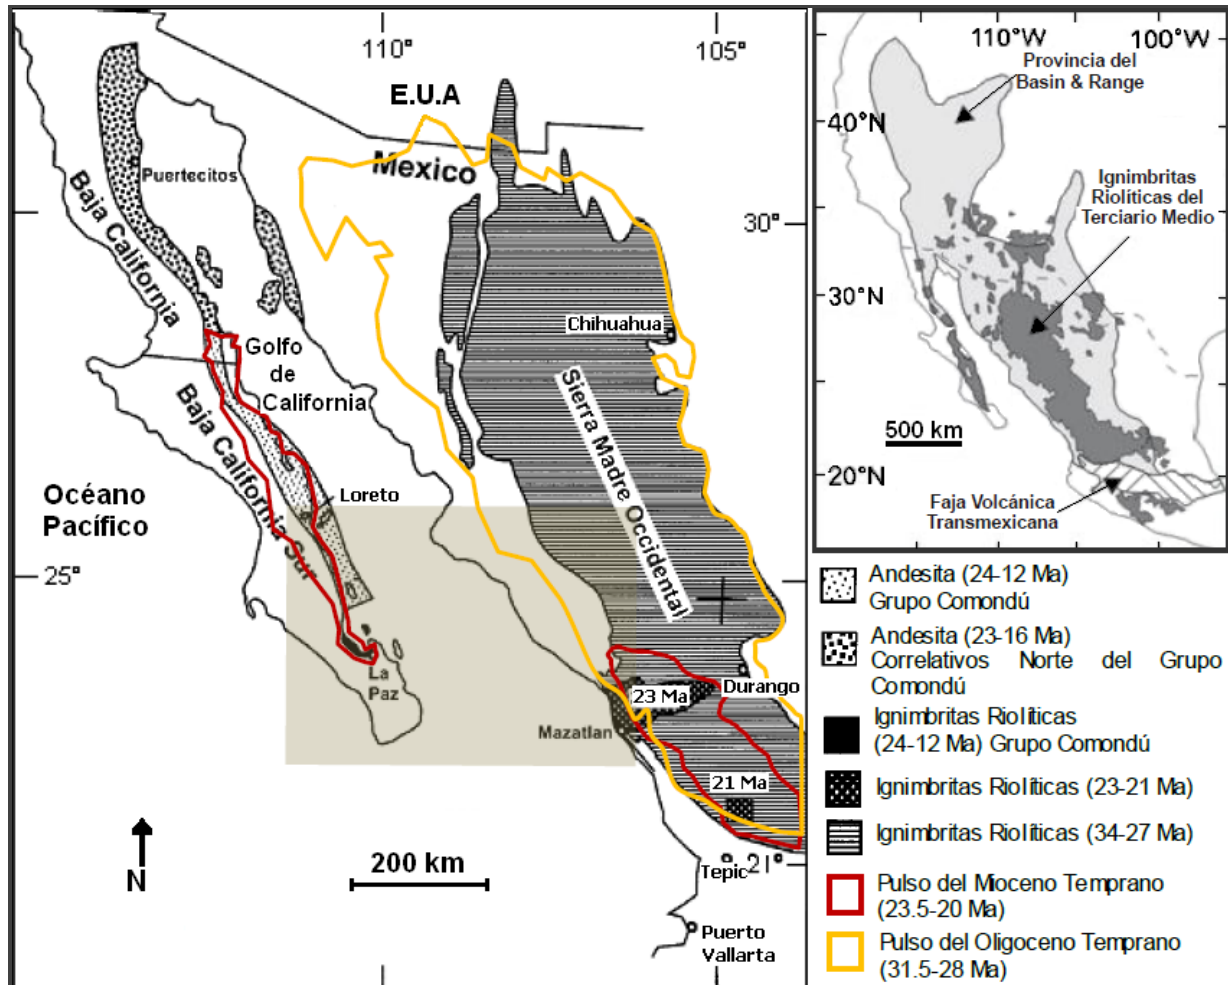 110°
105°
E.U.A
Mexico
Puertecitos
Baja California
30°
Chihuahua
Golfo
de
California
Sierra Madre Occidental
Baja California Sur
Loreto
Océano
Pacífico
25°
La
Paz
23 Ma
Durango
Mazatlan
21 Ma
N
200 km
Tepic
21°
Puerto
Vallarta
110°W
100°W
Provincia del
Basin & Range
40°N
Ignimbritas
Riolíticas del
Terciario Medio
30°N
500 km
20°N
Faja Volcánica
Transmexicana
Andesita (24-12 Ma)
Grupo Comondú
Andesita (23-16 Ma)
Correlativos Norte del Grupo
Comondú
Ignimbritas Riolíticas
(24-12 Ma) Grupo Comondú
Ignimbritas Riolíticas (23-21 Ma)
Ignimbritas Riolíticas (34-27 Ma)
Pulso del Mioceno Temprano
(23.5-20 Ma)
Pulso del Oligoceno Temprano
(31.5-28 Ma)